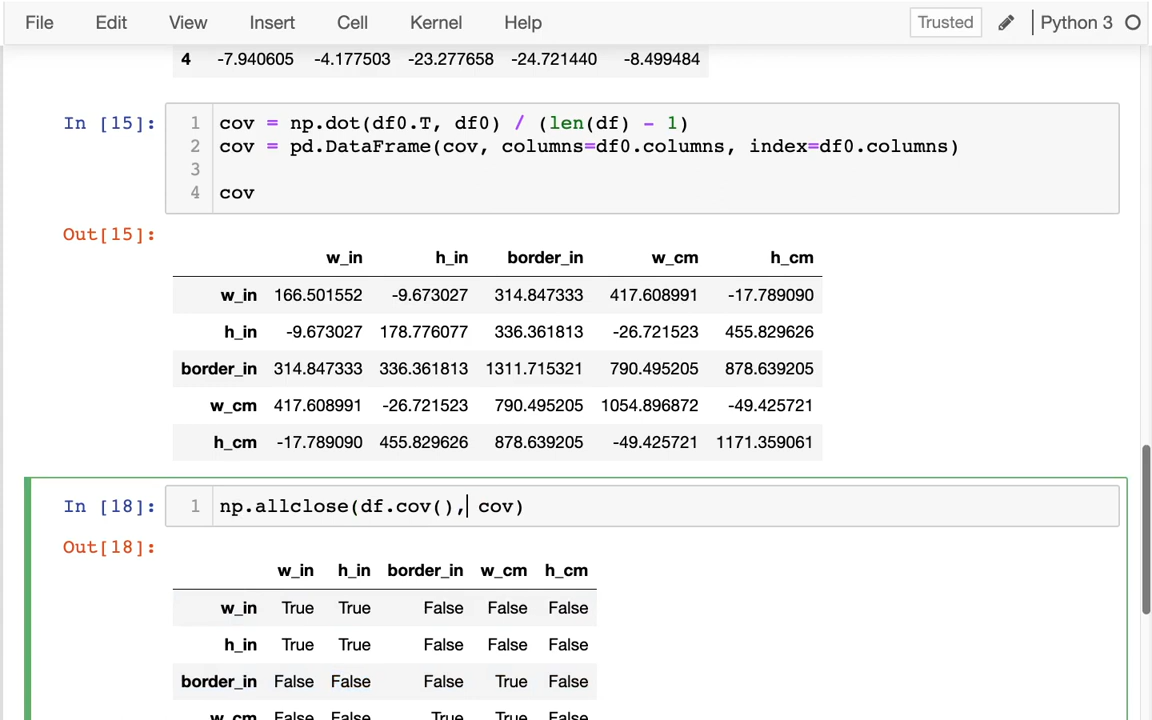 File Edit View Insert Cell Kernel Help Trusted Python 3
4 -7.940605 -4.177503 -23.277658 -24.721440 -8.499484
In [15]: 1 cov = np.dot(df0.T, df0) / (len(df) - 1)
2 cov = pd.DataFrame(cov, columns=df0.columns, index=df0.columns)
3
4 cov
Out[15]:
w_in h_in border_in w_cm h_cm
w_in 166.501552 -9.673027 314.847333 417.608991 -17.789090
h_in -9.673027 178.776077 336.361813 -26.721523 455.829626
border_in 314.847333 336.361813 1311.715321 790.495205 878.639205
w_cm 417.608991 -26.721523 790.495205 1054.896872 -49.425721
h_cm -17.789090 455.829626 878.639205 -49.425721 1171.359061
In [18]: 1 np.allclose(df.cov(), cov)
Out[18]:
w_in h_in border_in w_cm h_cm
w_in True True False False False
h_in True True False False False
border_in False False False True False
w_cm False False True True False